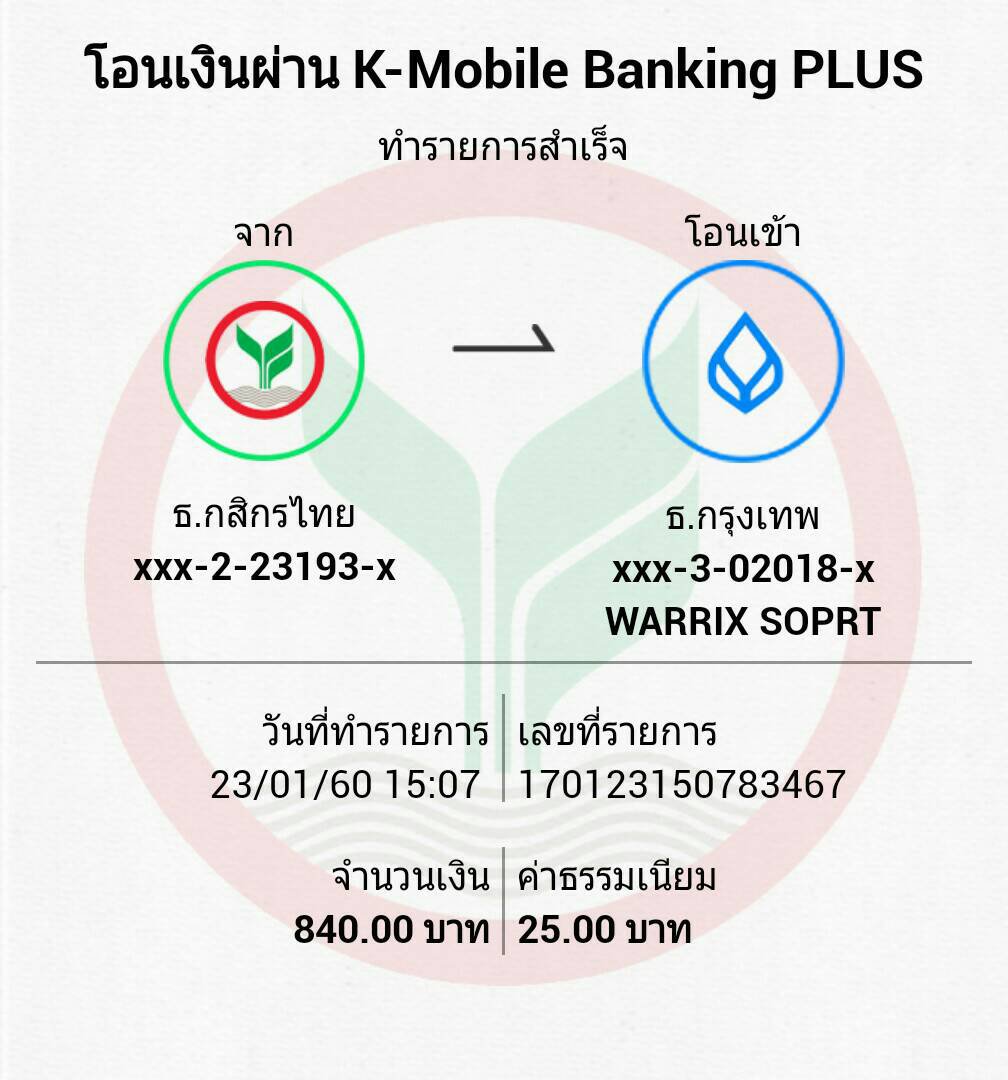 โอนเงินผ่าน K-Mobile Banking PLUS
ทำรายการสำเร็จ
จาก
โอนเข้า
ธ.กสิกรไทย
xxx-2-23193-x
ธ.กรุงเทพ
xxx-3-02018-x
WARRIX SOPRT
วันที่ทำรายการ
23/01/60 15:07
เลขที่รายการ
170123150783467
จำนวนเงิน
840.00 บาท
ค่าธรรมเนียม
25.00 บาท